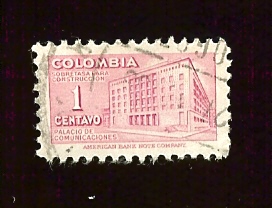 COLOMBIA
SOBRETASA PARA
CONSTRUCCION
1
CENTAVO
PALACIO DE
COMUNICACIONES
AMERICAN BANK NOTE COMPANY